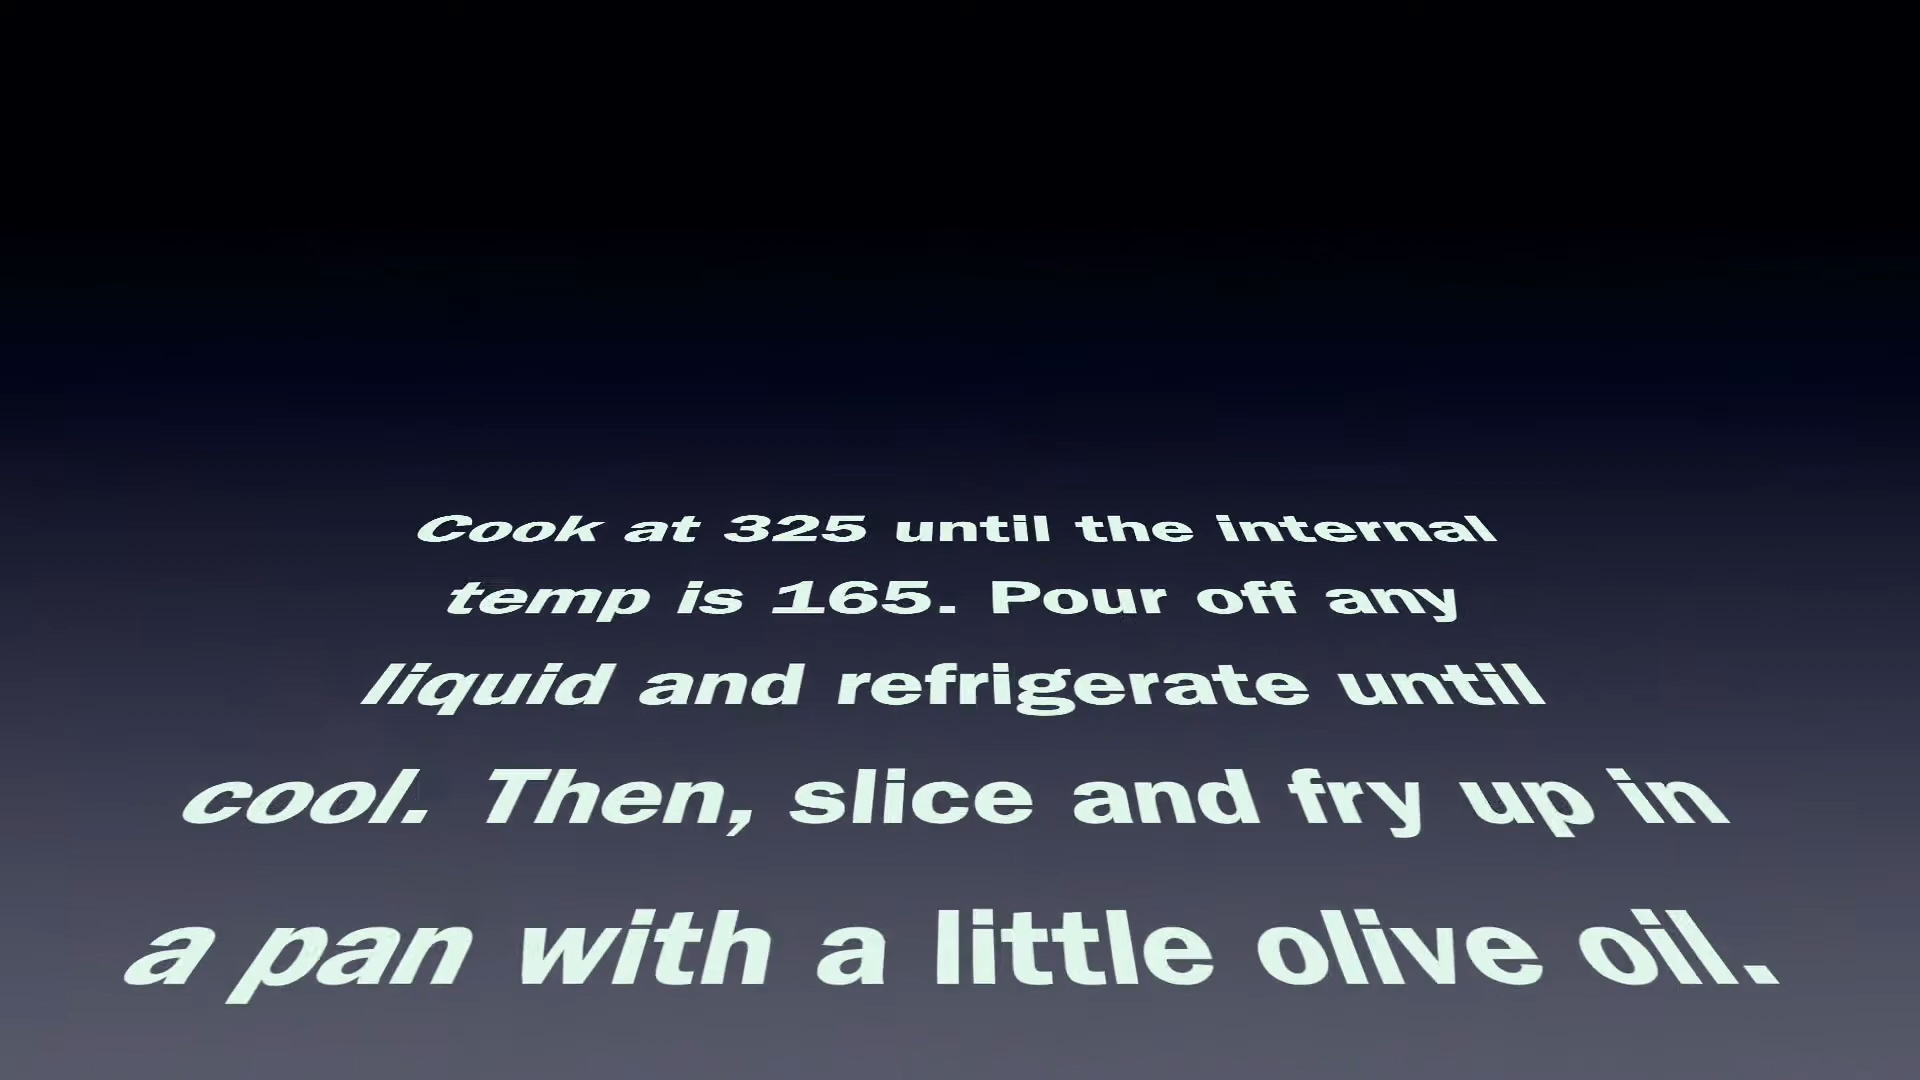 Cook at 325 until the internal
temp is 165. Pour off any
liquid and refrigerate until
cool. Then, slice and fry up in
a pan with a little olive oil.